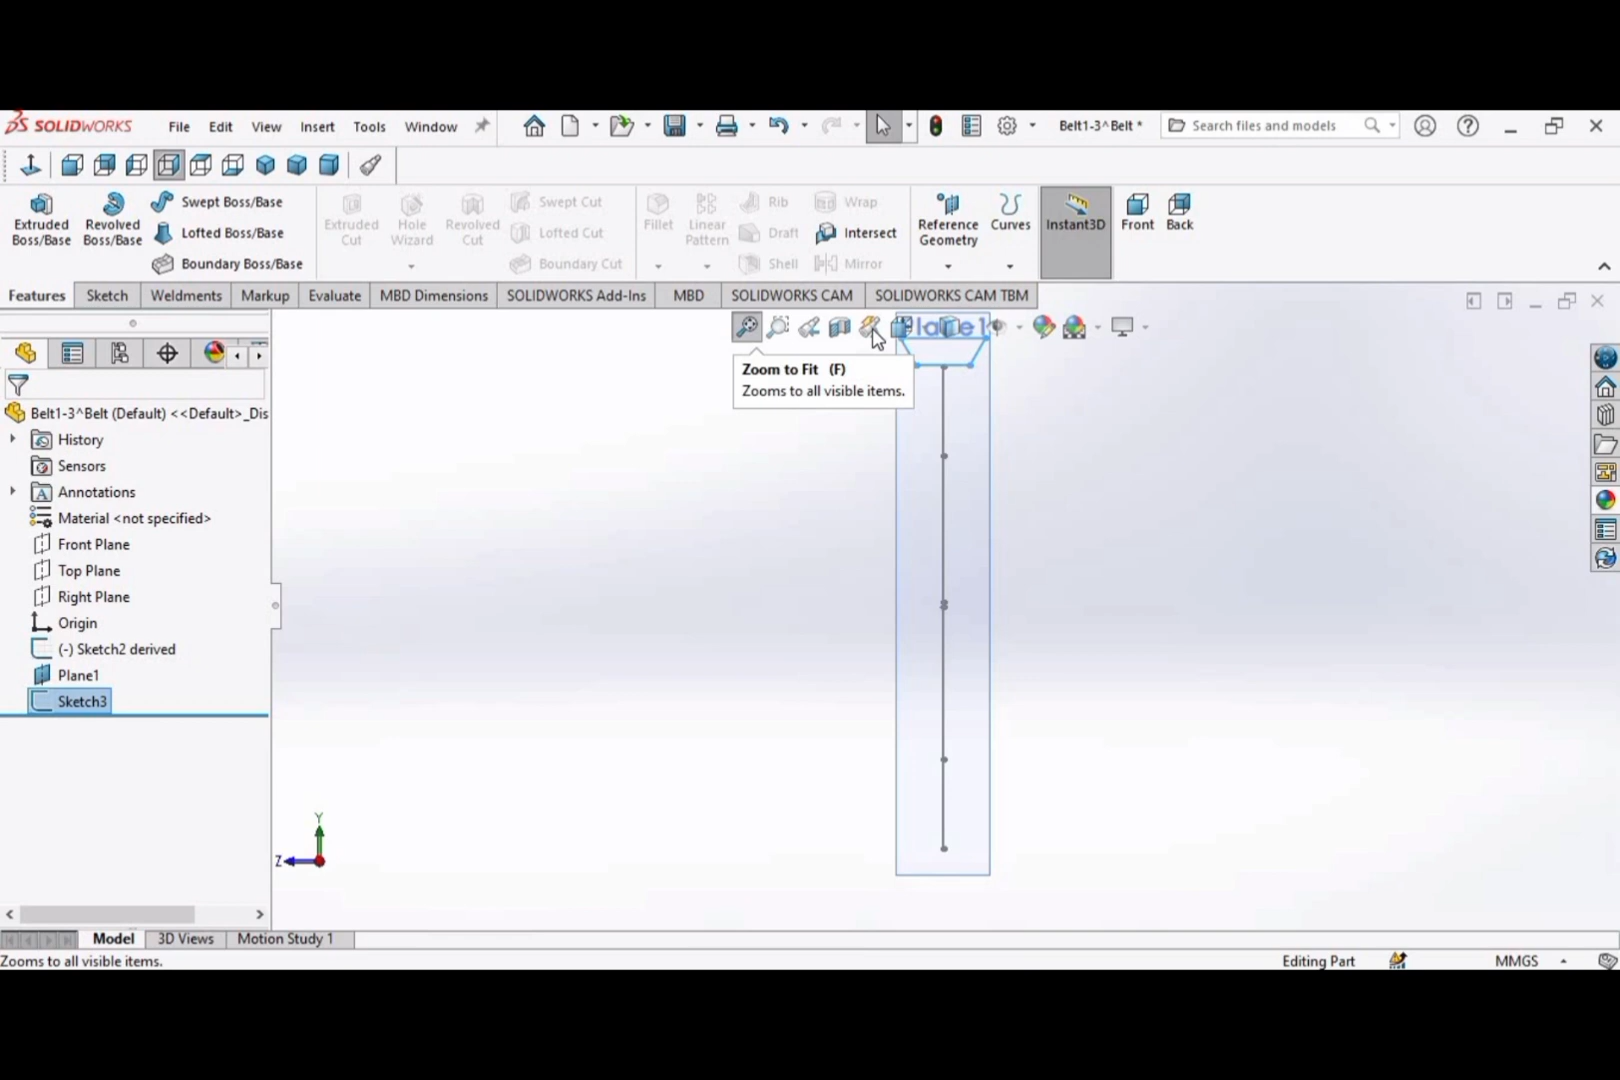 SOLIDWORKS File Edit View Insert Tools Window Belt1-3^Belt * Search files and models
Extruded Boss/Base
Revolved Boss/Base
Swept Boss/Base
Lofted Boss/Base
Boundary Boss/Base
Extruded Cut
Hole Wizard
Revolved Cut
Swept Cut
Lofted Cut
Boundary Cut
Fillet
Linear Pattern
Rib
Draft
Shell
Wrap
Intersect
Mirror
Reference Geometry
Curves
Instant3D
Front
Back
Features Sketch Weldments Markup Evaluate MBD Dimensions SOLIDWORKS Add-Ins MBD SOLIDWORKS CAM SOLIDWORKS CAM TBM
Zoom to Fit (F)
Zooms to all visible items.
Belt1-3^Belt (Default) <<Default>_Dis
History
Sensors
Annotations
Material <not specified>
Front Plane
Top Plane
Right Plane
Origin
(-) Sketch2 derived
Plane1
Sketch3
Y
Z
Model 3D Views Motion Study 1
Zooms to all visible items. Editing Part MMGS